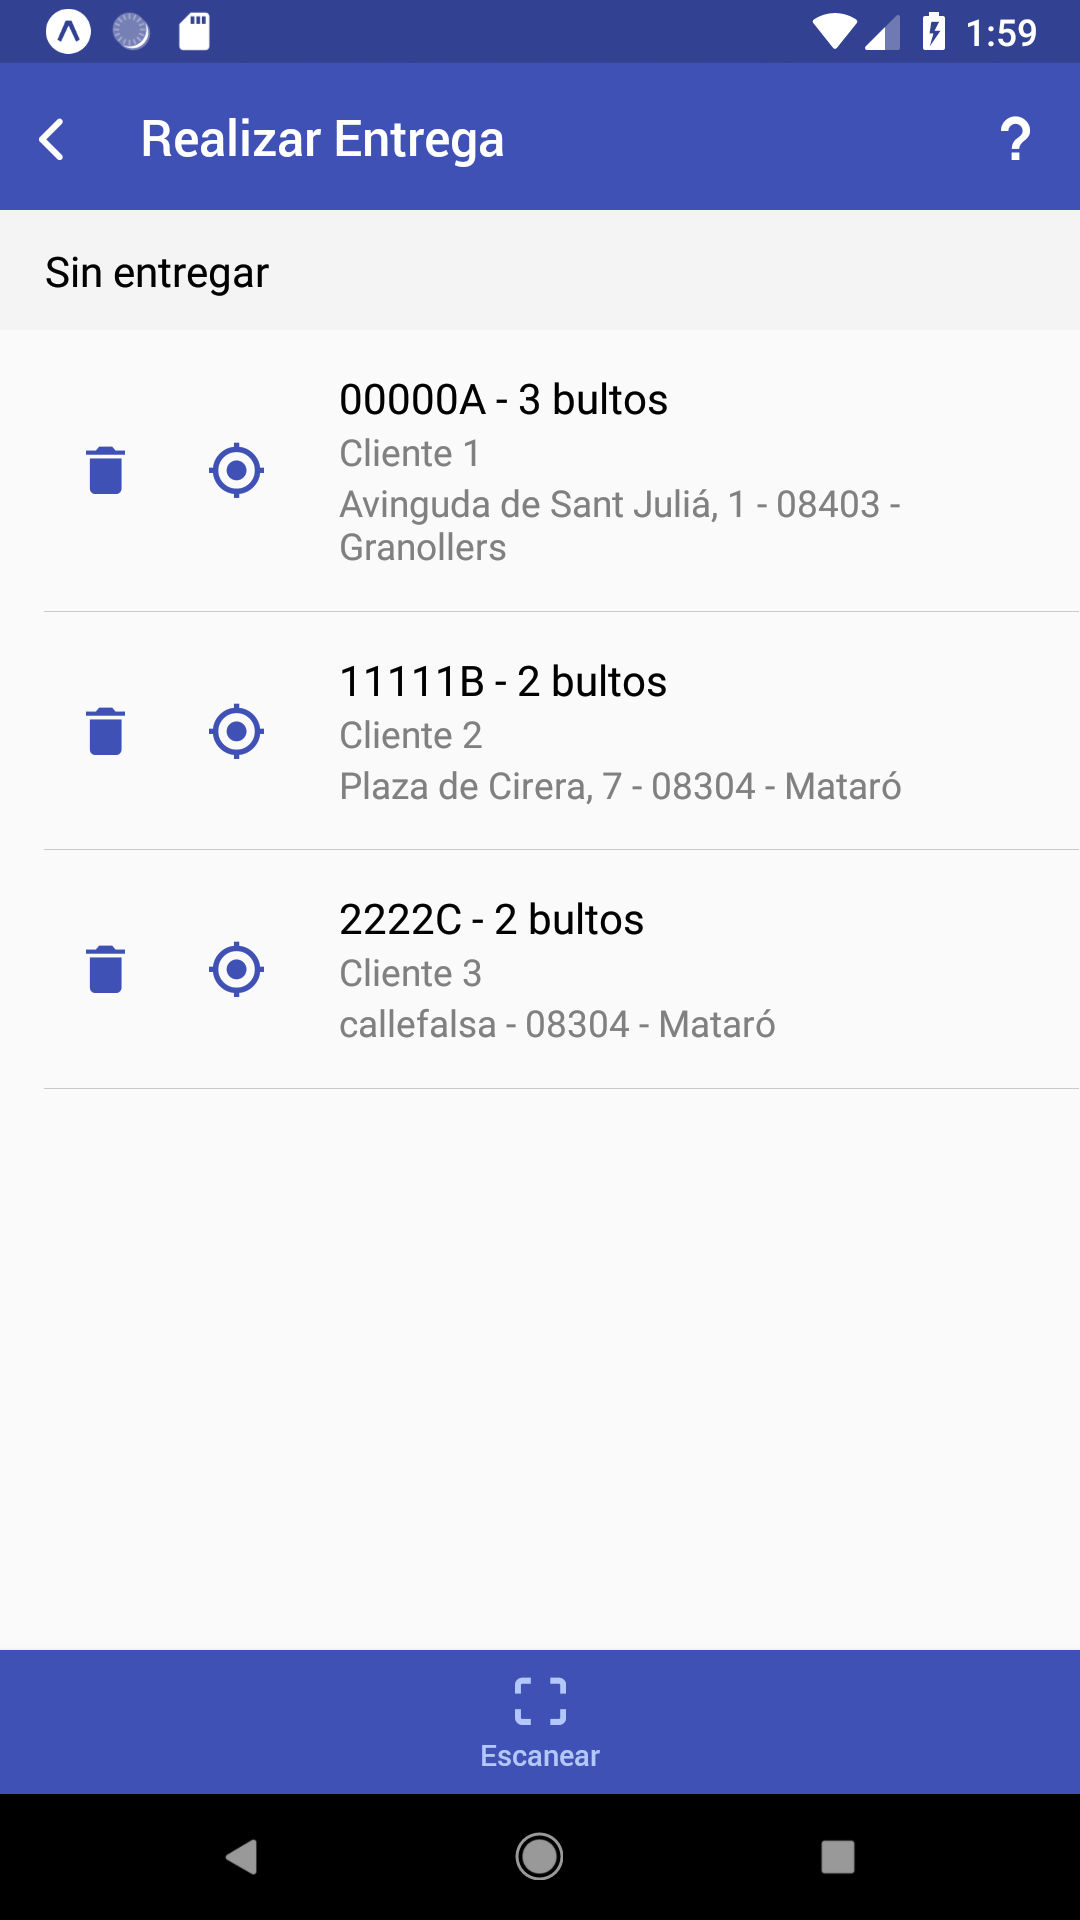 1:59
Realizar Entrega
?
Sin entregar
00000A - 3 bultos
Cliente 1
Avinguda de Sant Juliá, 1 - 08403 -
Granollers
11111B - 2 bultos
Cliente 2
Plaza de Cirera, 7 - 08304 - Mataró
2222C - 2 bultos
Cliente 3
callefalsa - 08304 - Mataró
Escanear